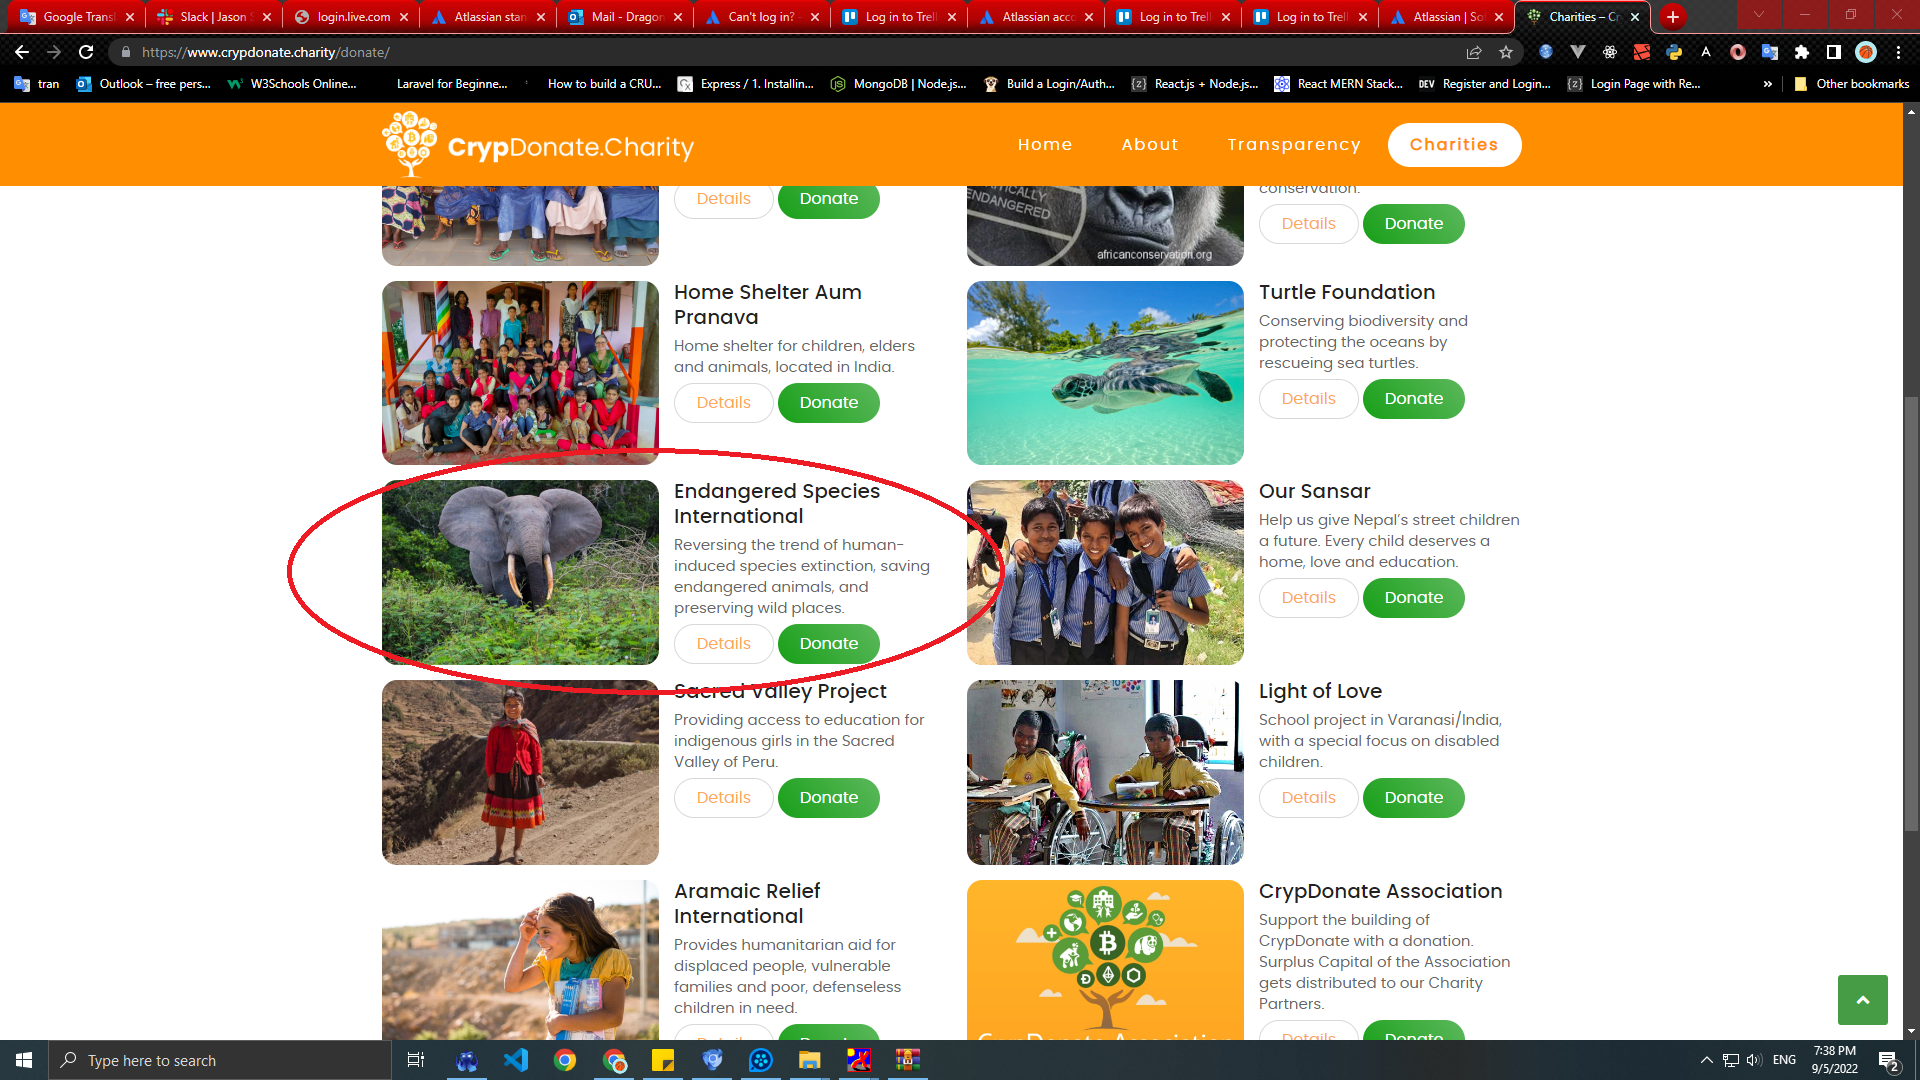 Google Transl
Slack | Jason S
login.live.com
Atlassian stan
Mail - Dragon
Can't log in? -
Log in to Trell
Atlassian acco
Log in to Trell
Log in to Trell
Atlassian | Sof
Charities – Cr
https://www.crypdonate.charity/donate/
tran
Outlook – free pers...
W3Schools Online...
Laravel for Beginne...
How to build a CRU...
Express / 1. Installin...
MongoDB | Node.js...
Build a Login/Auth...
React.js + Node.js...
React MERN Stack...
DEV Register and Login...
Login Page with Re...
»
Other bookmarks
CrypDonate.Charity
Home
About
Transparency
Charities
Details
Donate
ENDANGERED
africanconservation.org
conservation.
Details
Donate
Home Shelter Aum
Pranava
Home shelter for children, elders
and animals, located in India.
Details
Donate
Turtle Foundation
Conserving biodiversity and
protecting the oceans by
rescueing sea turtles.
Details
Donate
Endangered Species
International
Reversing the trend of human-
induced species extinction, saving
endangered animals, and
preserving wild places.
Details
Donate
Our Sansar
Help us give Nepal’s street children
a future. Every child deserves a
home, love and education.
Details
Donate
Sacred Valley Project
Providing access to education for
indigenous girls in the Sacred
Valley of Peru.
Details
Donate
Light of Love
School project in Varanasi/India,
with a special focus on disabled
children.
Details
Donate
Aramaic Relief
International
Provides humanitarian aid for
displaced people, vulnerable
families and poor, defenseless
children in need.
Details
Donate
CrypDonate Association
CrypDonate Association
Support the building of
CrypDonate with a donation.
Surplus Capital of the Association
gets distributed to our Charity
Partners.
Details
Donate
Type here to search
ENG
7:38 PM
9/5/2022
2